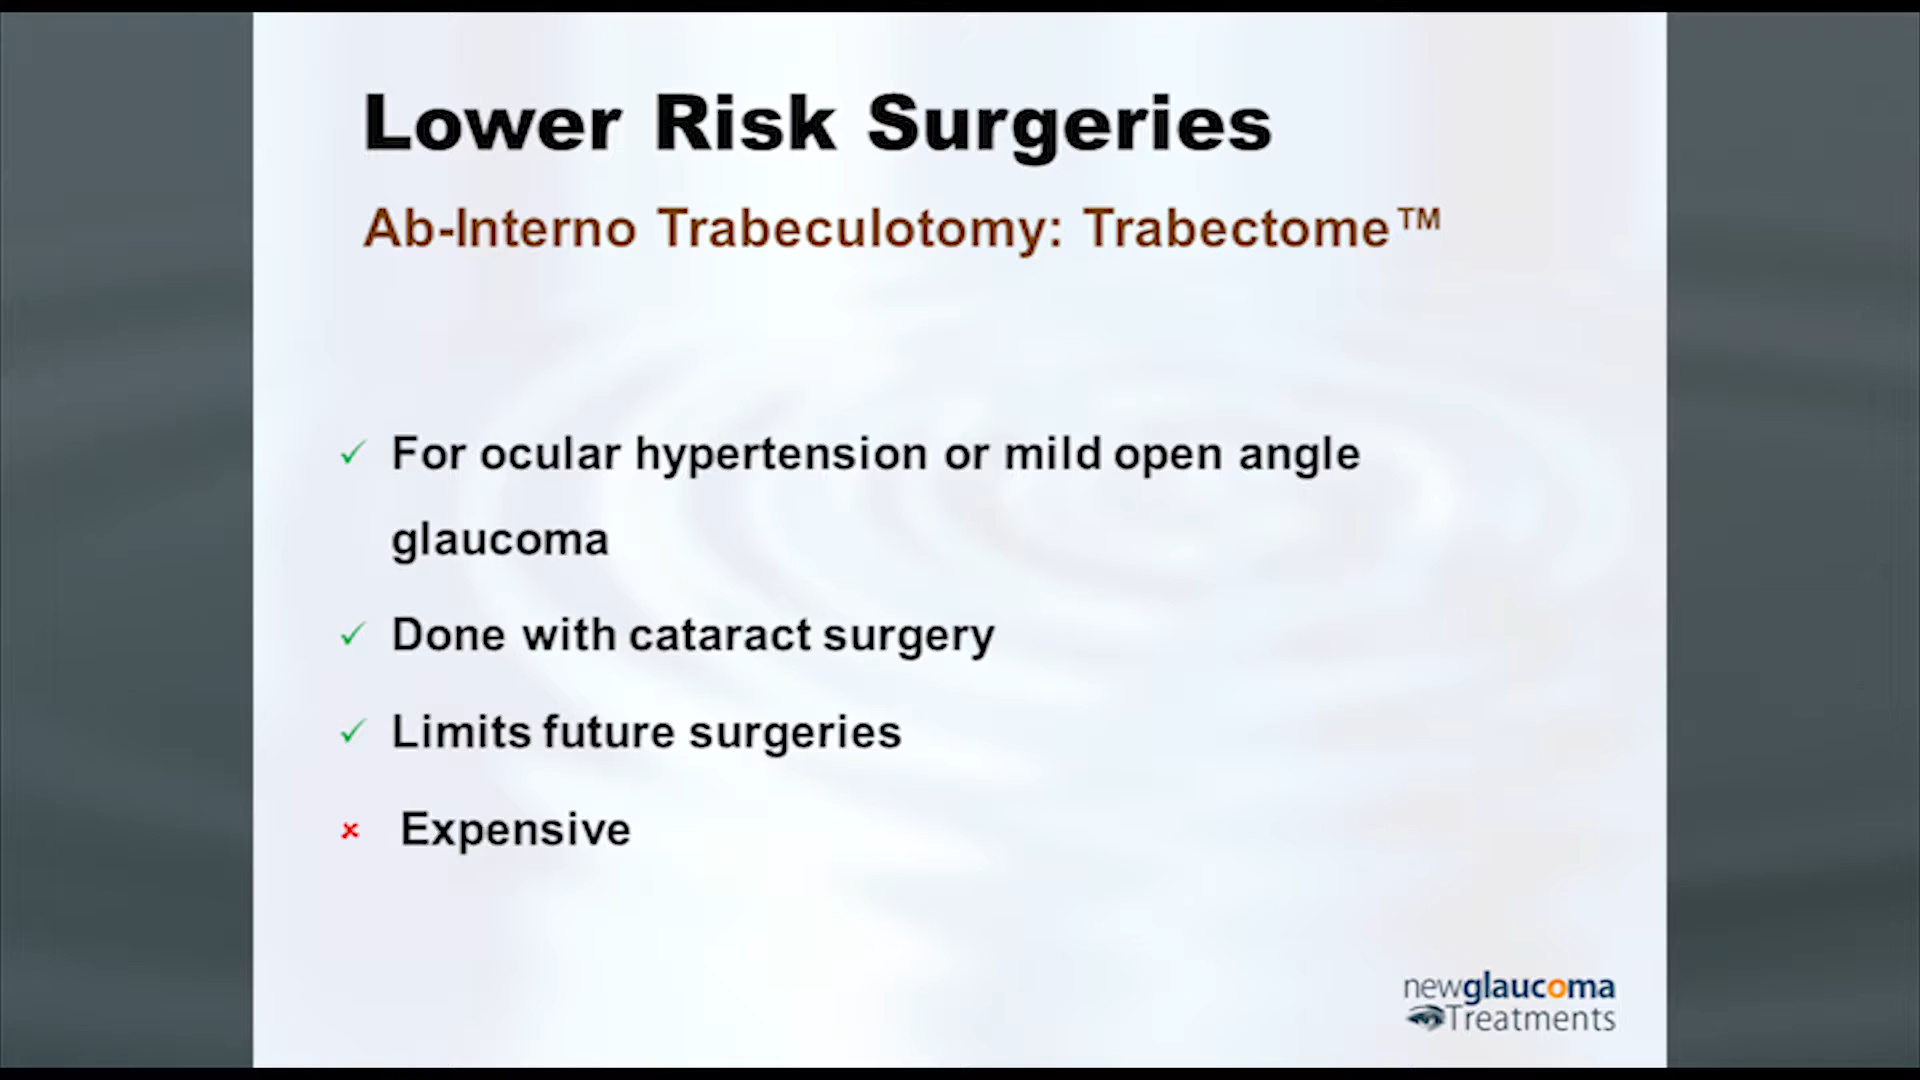 Lower Risk Surgeries
Ab-Interno Trabeculotomy: Trabectome™
✓ For ocular hypertension or mild open angle
glaucoma
✓ Done with cataract surgery
✓ Limits future surgeries
× Expensive
newglaucoma
Treatments